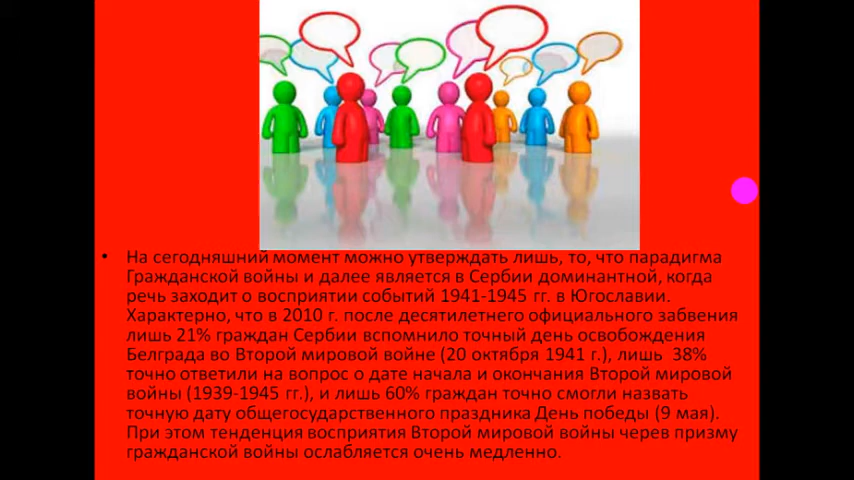 • На сегодняшний момент можно утверждать лишь, то, что парадигма
Гражданской войны и далее является в Сербии доминантной, когда
речь заходит о восприятии событий 1941-1945 гг. в Югославии.
Характерно, что в 2010 г. после десятилетнего официального забвения
лишь 21% граждан Сербии вспомнило точный день освобождения
Белграда во Второй мировой войне (20 октября 1941 г.), лишь 38%
точно ответили на вопрос о дате начала и окончания Второй мировой
войны (1939-1945 гг.), и лишь 60% граждан точно смогли назвать
точную дату общегосударственного праздника День победы (9 мая).
При этом тенденция восприятия Второй мировой войны черев призму
гражданской войны ослабляется очень медленно.